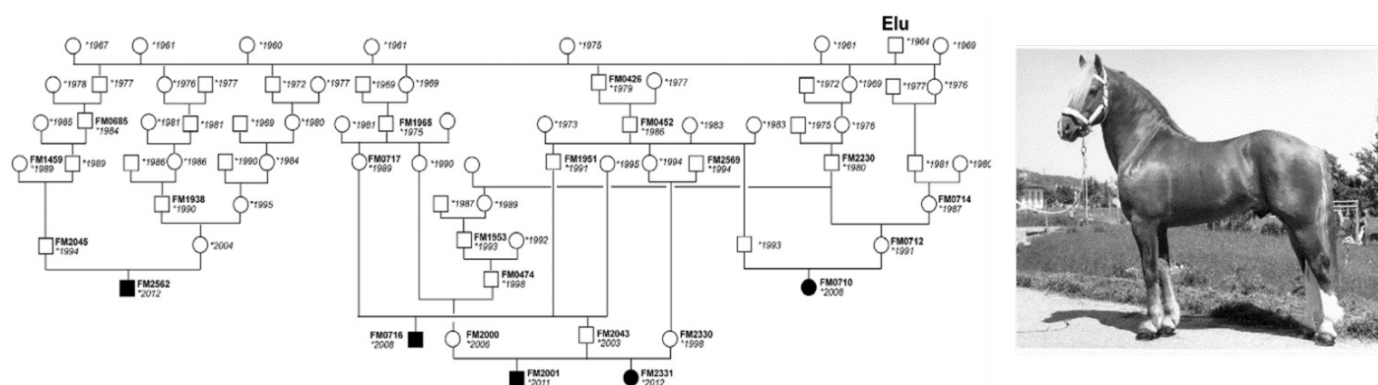 Elu
*1967 *1961 *1960 *1961 *1975 *1961 *1964 *1969
*1978 *1977 *1976 *1977 *1972 *1977 *1969 *1969 FM0426 *1979 *1977 *1972 *1969 *1977 *1976
*1985 FM0685 *1984 *1981 *1981 *1969 *1980 *1981 FM1965 *1975 *1973 FM0452 *1986 *1983 *1983 *1975 *1976
FM1459 *1989 *1989 *1986 *1986 *1990 *1984 FM0717 *1989 *1990 FM1951 *1991 *1995 *1994 FM2569 *1994 FM2230 *1980 *1981
FM1938 *1990 *1995 *1987 *1989 FM0714 *1987
FM2045 *1994 *2004 FM1953 *1993 *1992 *1993 FM0712 *1991
FM2562 *2012 FM0474 *1998 FM0710 *2008
FM0716 *2008 FM2000 *2006 FM2043 *2003 FM2330 *1998
FM2001 *2011 FM2331 *2012